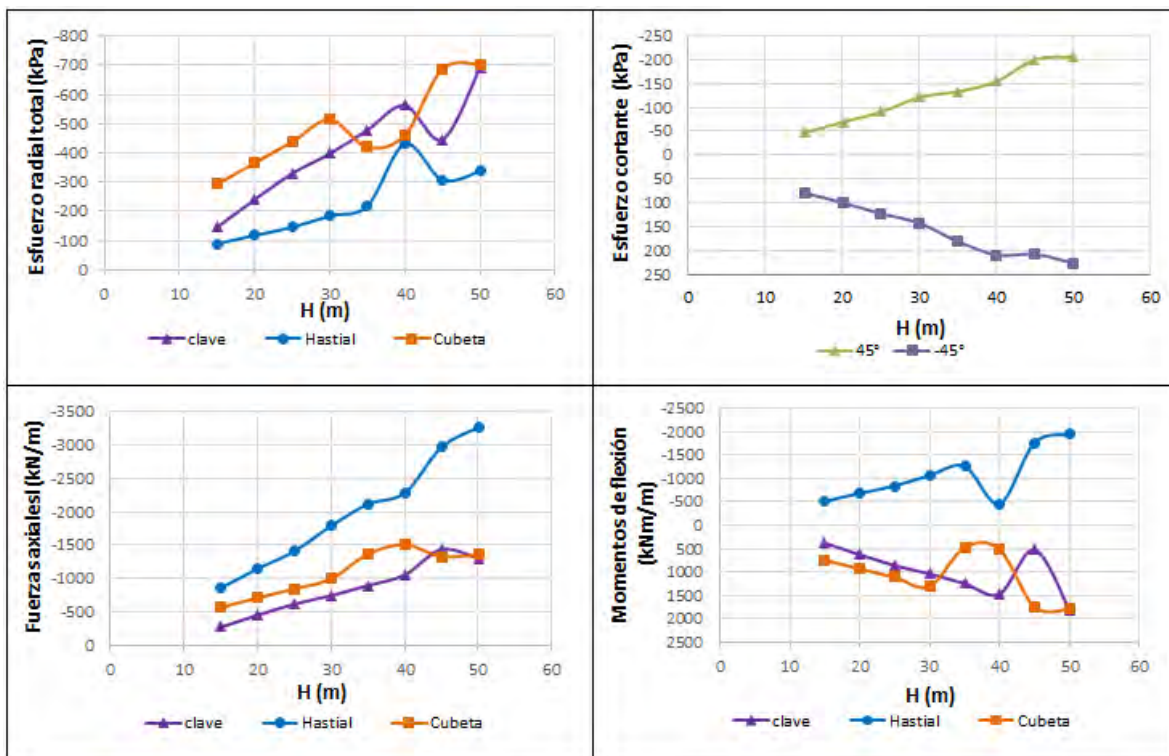 Esfuerzo radial total (kPa)
-800
-700
-600
-500
-400
-300
-200
-100
0
0 10 20 30 40 50 60
H (m)
clave Hastial Cubeta
Esfuerzo cortante (kPa)
-250
-200
-150
-100
-50
0
50
100
150
200
250
0 10 20 30 40 50 60
H (m)
45° -45°
Fuerzas axialesl (kN/m)
-3500
-3000
-2500
-2000
-1500
-1000
-500
0
0 10 20 30 40 50 60
H (m)
clave Hastial Cubeta
Momentos de flexión
(kNm/m)
-2500
-2000
-1500
-1000
-500
0
500
1000
1500
2000
2500
0 10 20 30 40 50 60
H (m)
clave Hastial Cubeta